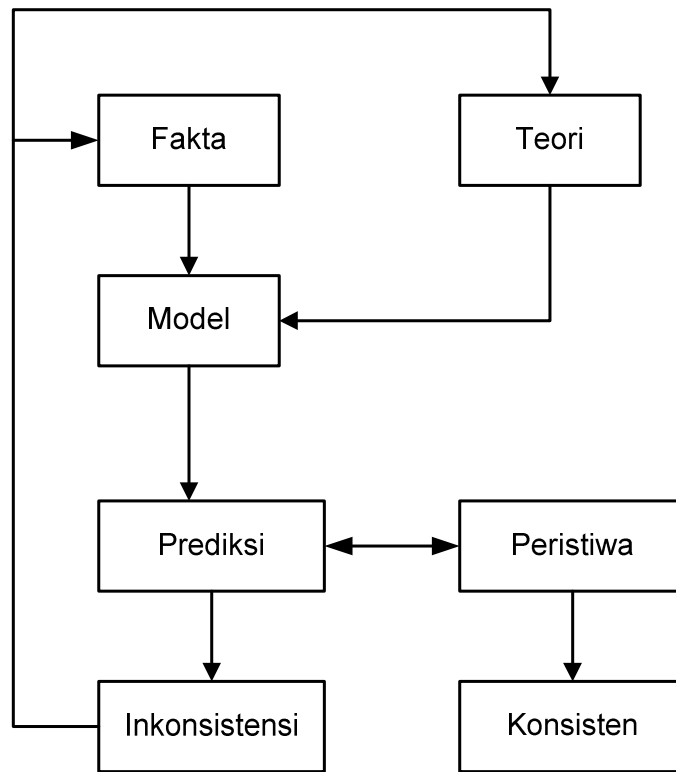 Fakta
Teori
Model
Prediksi
Peristiwa
Inkonsistensi
Konsisten